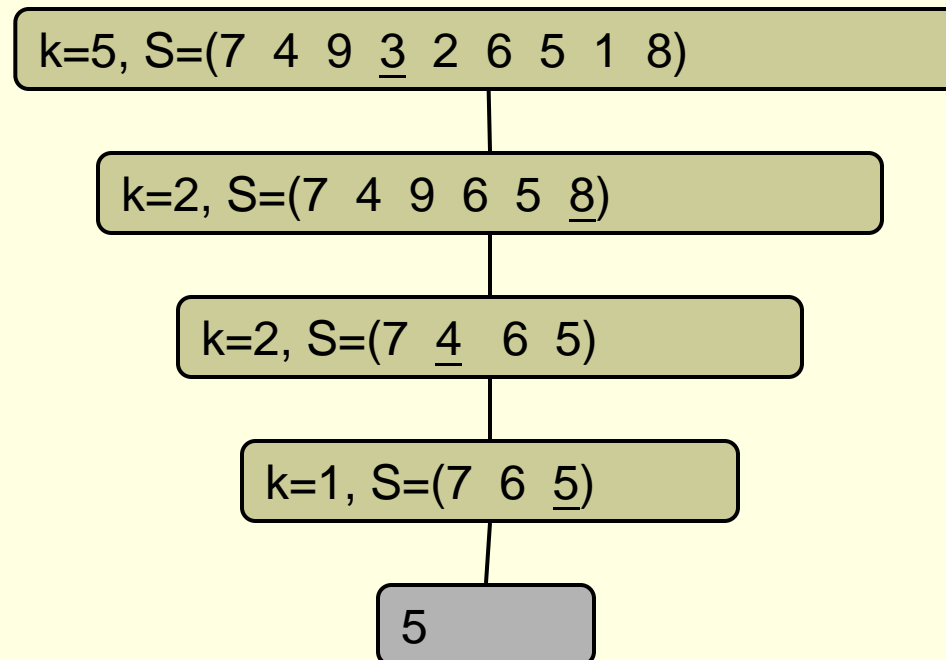 k=5, S=(7 4 9 3 2 6 5 1 8)
k=2, S=(7 4 9 6 5 8)
k=2, S=(7 4 6 5)
k=1, S=(7 6 5)
5